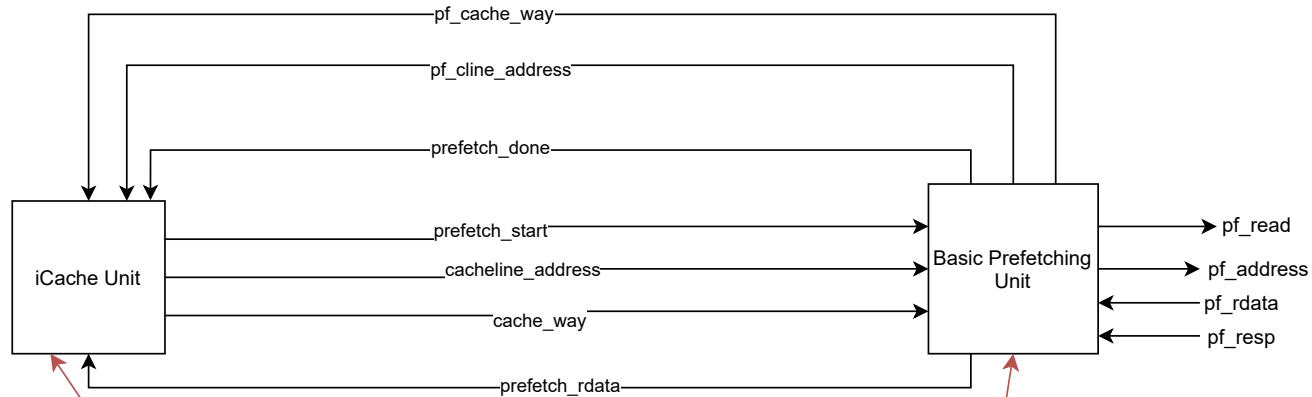 pf_cache_way
pf_cline_address
prefetch_done
prefetch_start
cacheline_address
cache_way
prefetch_rdata
iCache Unit
Basic Prefetching
Unit
pf_read
pf_address
pf_rdata
pf_resp